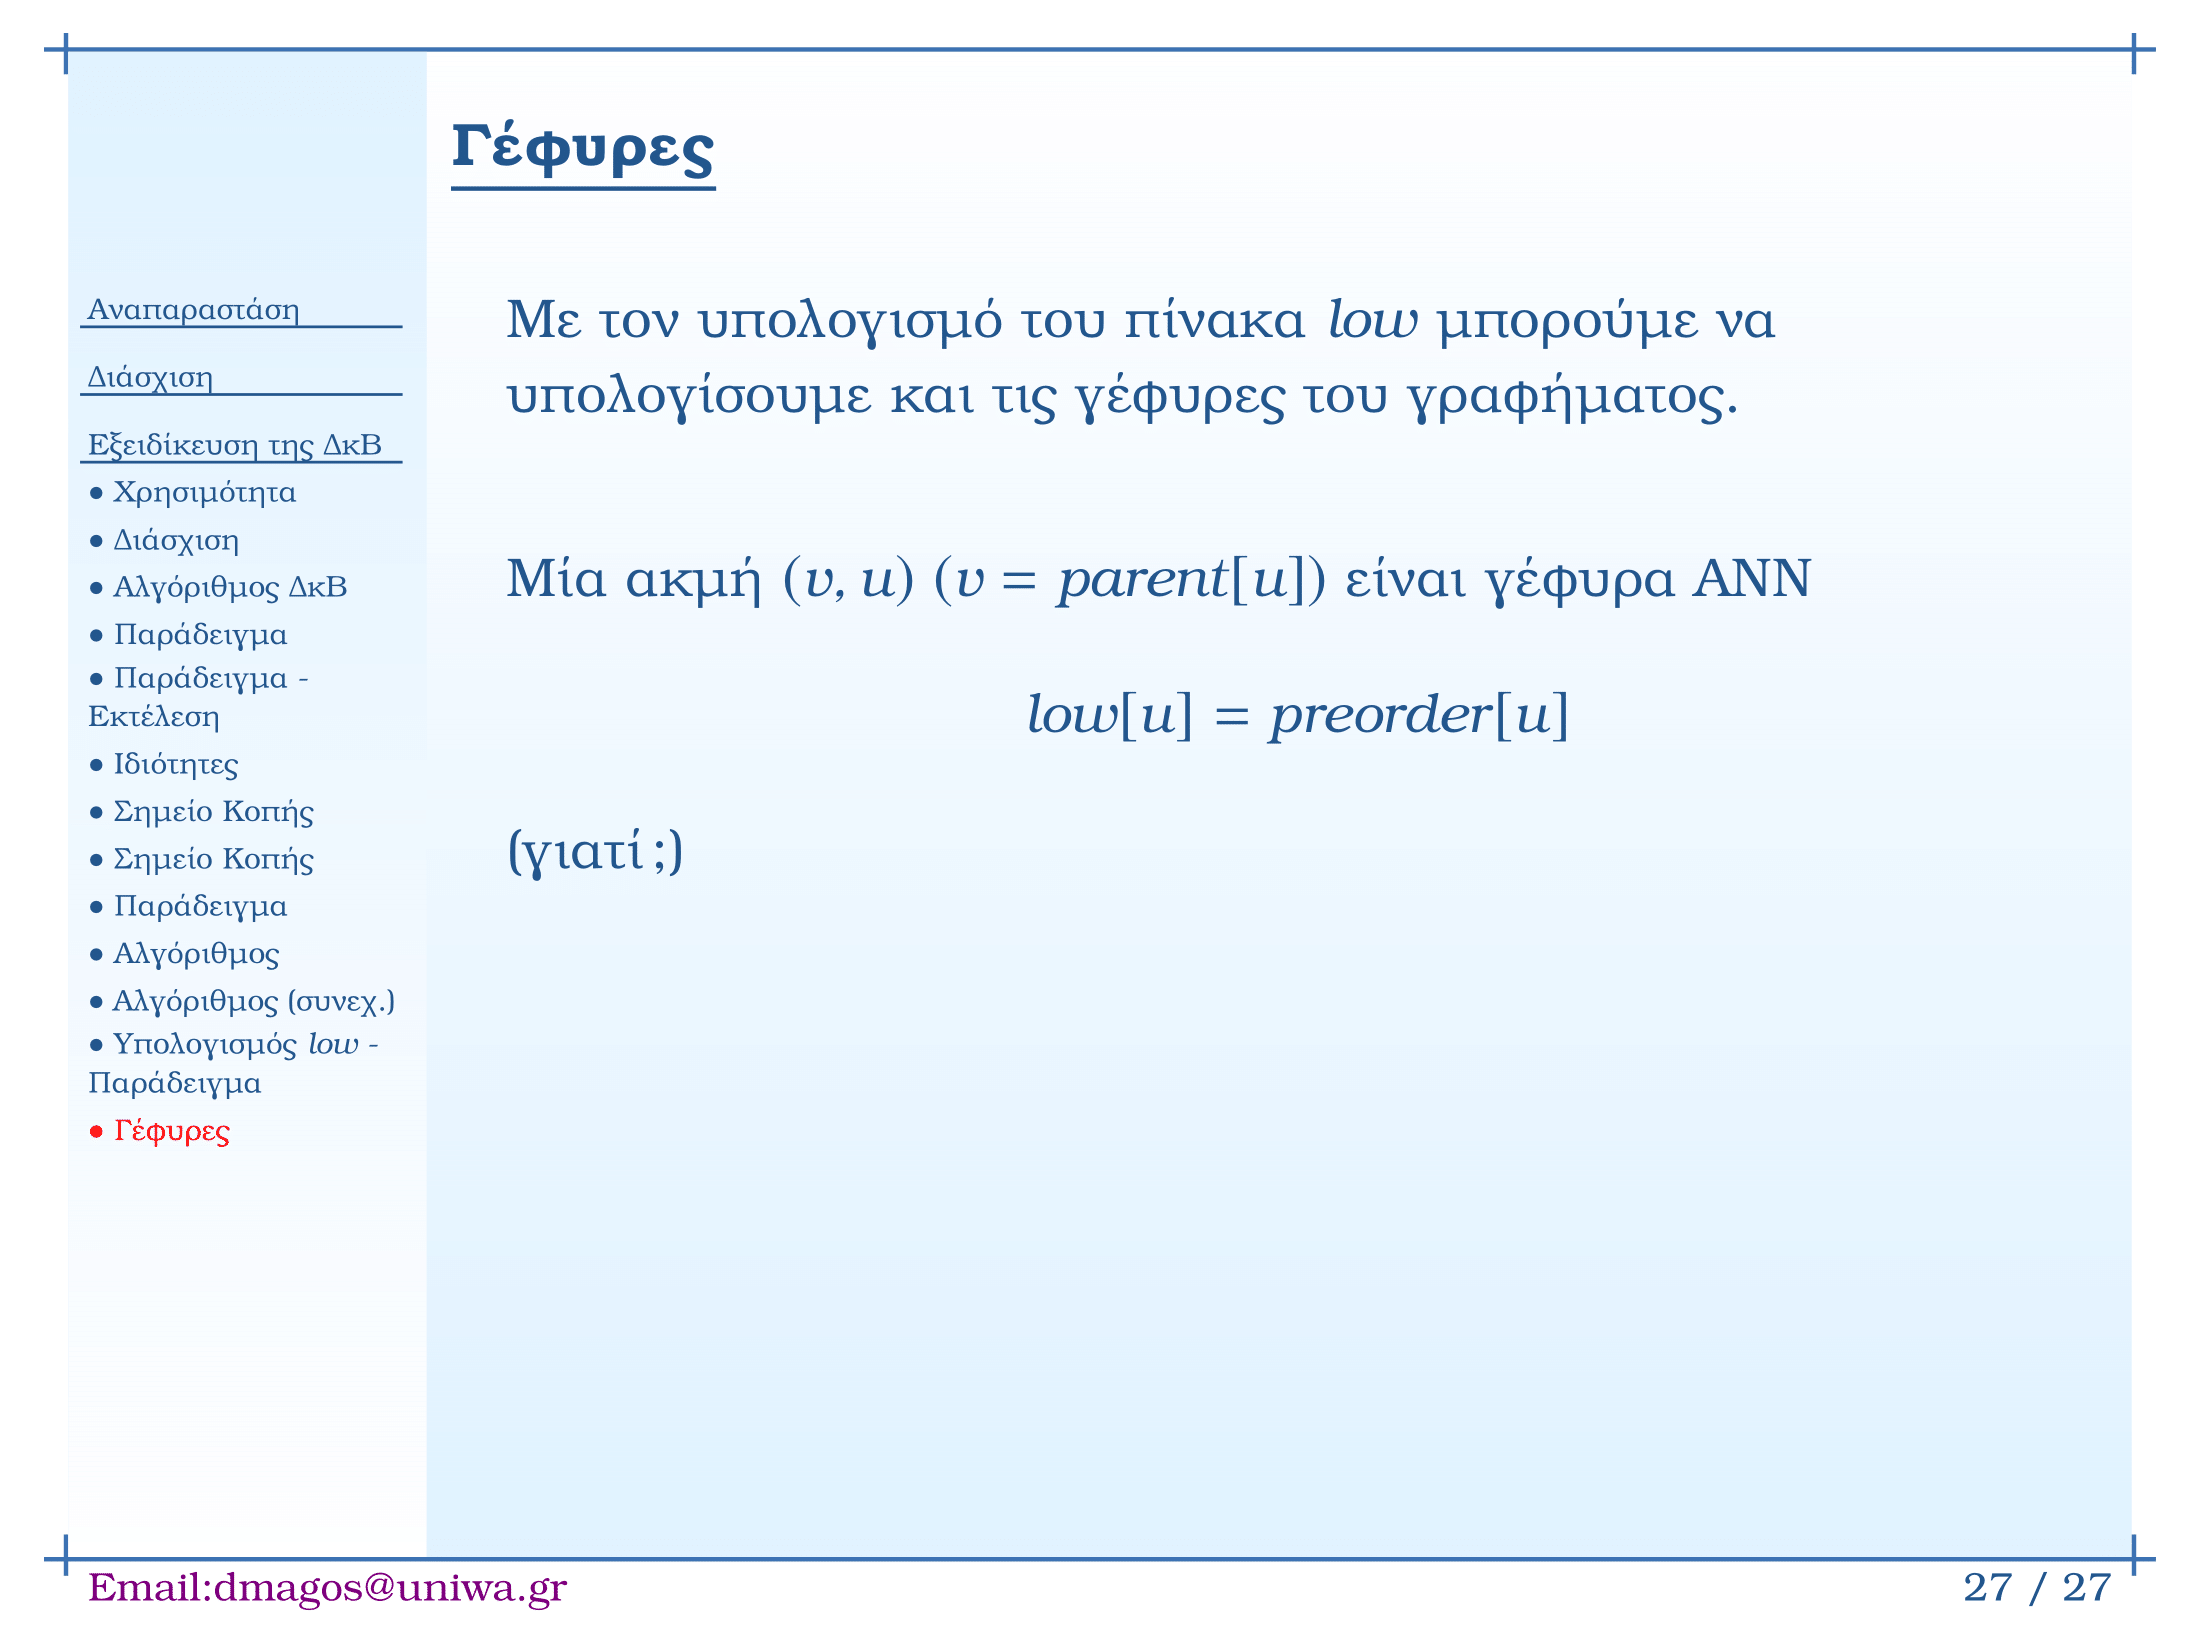 Γέφυρες
Αναπαραστάση
Διάσχιση
Εξειδίκευση της ΔκΒ
● Χρησιμότητα
● Διάσχιση
● Αλγόριθμος ΔκΒ
● Παράδειγμα
● Παράδειγμα -
Εκτέλεση
● Ιδιότητες
● Σημείο Κοπής
● Σημείο Κοπής
● Παράδειγμα
● Αλγόριθμος
● Αλγόριθμος (συνεχ.)
● Υπολογισμός low -
Παράδειγμα
● Γέφυρες
Με τον υπολογισμό του πίνακα low μπορούμε να
υπολογίσουμε και τις γέφυρες του γραφήματος.
Μία ακμή (v, u) (v = parent[u]) είναι γέφυρα ΑΝΝ
low[u] = preorder[u]
(γιατί ;)
Email:dmagos@uniwa.gr
27 / 27